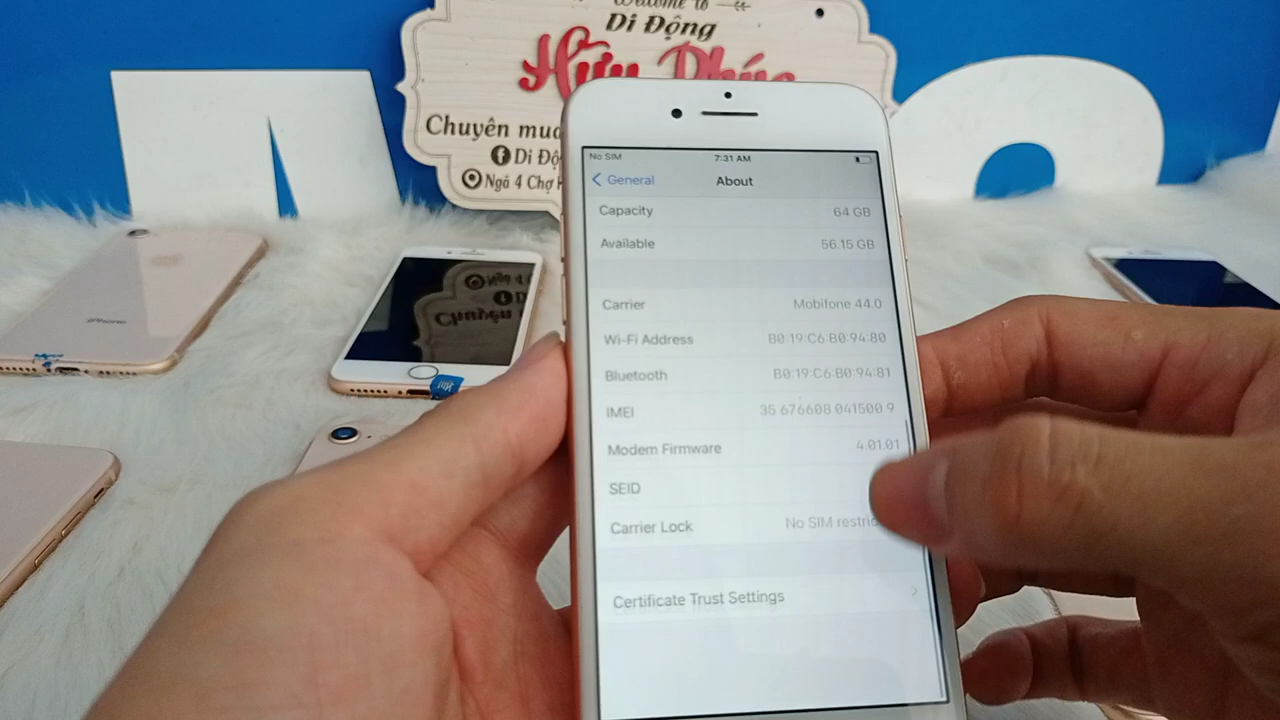 Welcome to
Di Động
Hữu Phúc
Chuyên mua
Di Độ
Ngã 4 Chợ
No SIM
7:31 AM
General
About
Capacity
64 GB
Available
56.15 GB
Carrier
Mobifone 44.0
Wi-Fi Address
B0:19:C6:B0:94:80
Bluetooth
B0:19:C6:B0:94:81
IMEI
35 676608 041500 9
Modem Firmware
4.01.01
SEID
Carrier Lock
No SIM restric
Certificate Trust Settings
iPhone